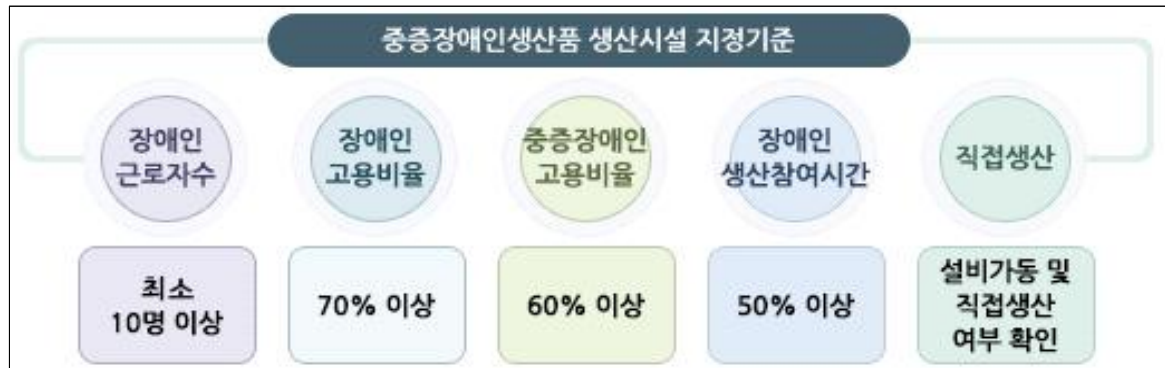 중증장애인생산품 생산시설 지정기준
장애인
근로자수
장애인
고용비율
중증장애인
고용비율
장애인
생산참여시간
직접생산
최소
10명 이상
70% 이상
60% 이상
50% 이상
설비가동 및
직접생산
여부 확인